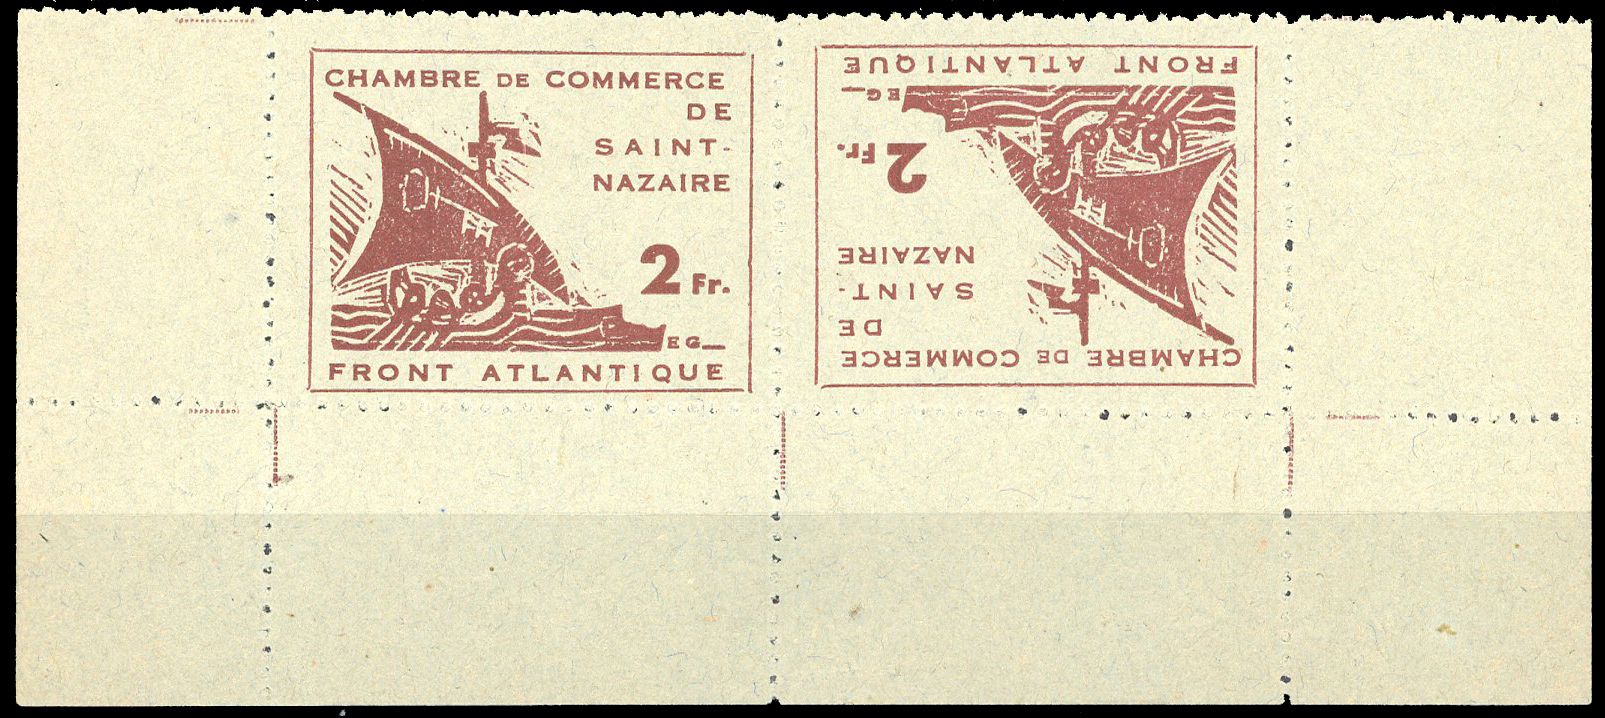 CHAMBRE DE COMMERCE
DE
SAINT-
NAZAIRE
2 Fr.
EG
FRONT ATLANTIQUE
CHAMBRE DE COMMERCE
DE
SAINT-
NAZAIRE
2 Fr.
EG
FRONT ATLANTIQUE